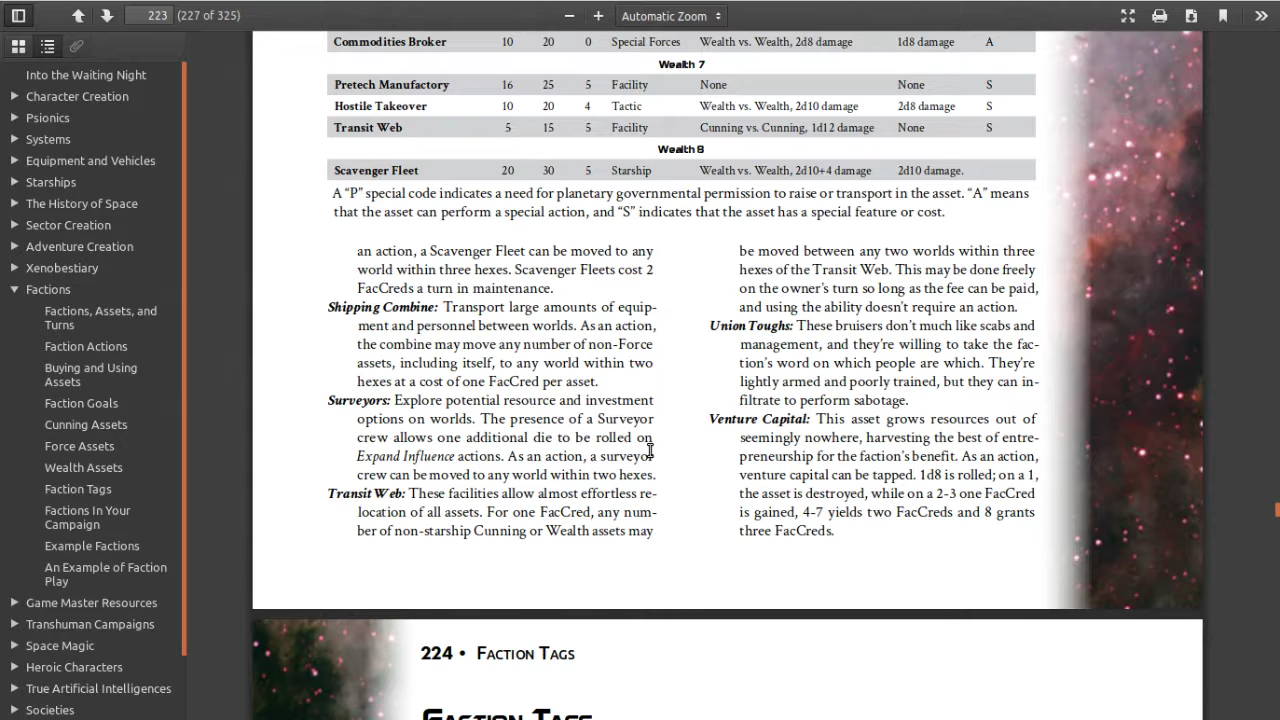 223 (227 of 325)
Automatic Zoom
Into the Waiting Night
Character Creation
Psionics
Systems
Equipment and Vehicles
Starships
The History of Space
Sector Creation
Adventure Creation
Xenobestiary
Factions
Factions, Assets, and
Turns
Faction Actions
Buying and Using
Assets
Faction Goals
Cunning Assets
Force Assets
Wealth Assets
Faction Tags
Factions In Your
Campaign
Example Factions
An Example of Faction
Play
Game Master Resources
Transhuman Campaigns
Space Magic
Heroic Characters
True Artificial Intelligences
Societies
Commodities Broker 10 20 0 Special Forces Wealth vs. Wealth, 2d8 damage 1d8 damage A
Wealth 7
Pretech Manufactory 16 25 5 Facility None None S
Hostile Takeover 10 20 4 Tactic Wealth vs. Wealth, 2d10 damage 2d8 damage S
Transit Web 5 15 5 Facility Cunning vs. Cunning, 1d12 damage None S
Wealth 8
Scavenger Fleet 20 30 5 Starship Wealth vs. Wealth, 2d10+4 damage 2d10 damage.
A “P” special code indicates a need for planetary governmental permission to raise or transport in the asset. “A” means
that the asset can perform a special action, and “S” indicates that the asset has a special feature or cost.
an action, a Scavenger Fleet can be moved to any
world within three hexes. Scavenger Fleets cost 2
FacCreds a turn in maintenance.
Shipping Combine: Transport large amounts of equip-
ment and personnel between worlds. As an action,
the combine may move any number of non-Force
assets, including itself, to any world within two
hexes at a cost of one FacCred per asset.
Surveyors: Explore potential resource and investment
options on worlds. The presence of a Surveyor
crew allows one additional die to be rolled on
Expand Influence actions. As an action, a surveyor
crew can be moved to any world within two hexes.
Transit Web: These facilities allow almost effortless re-
location of all assets. For one FacCred, any num-
ber of non-starship Cunning or Wealth assets may
be moved between any two worlds within three
hexes of the Transit Web. This may be done freely
on the owner’s turn so long as the fee can be paid,
and using the ability doesn’t require an action.
Union Toughs: These bruisers don’t much like scabs and
management, and they’re willing to take the fac-
tion’s word on which people are which. They’re
lightly armed and poorly trained, but they can in-
filtrate to perform sabotage.
Venture Capital: This asset grows resources out of
seemingly nowhere, harvesting the best of entre-
preneurship for the faction’s benefit. As an action,
venture capital can be tapped. 1d8 is rolled; on a 1,
the asset is destroyed, while on a 2-3 one FacCred
is gained, 4-7 yields two FacCreds and 8 grants
three FacCreds.
224 • Faction Tags
Faction Tags